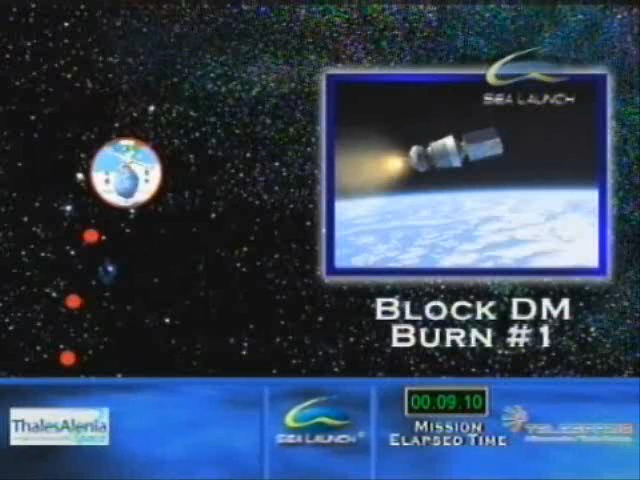 SEA LAUNCH
BLOCK DM
BURN #1
ThalesAlenia
SEA LAUNCH
00.09.10
MISSION
ELAPSED TIME